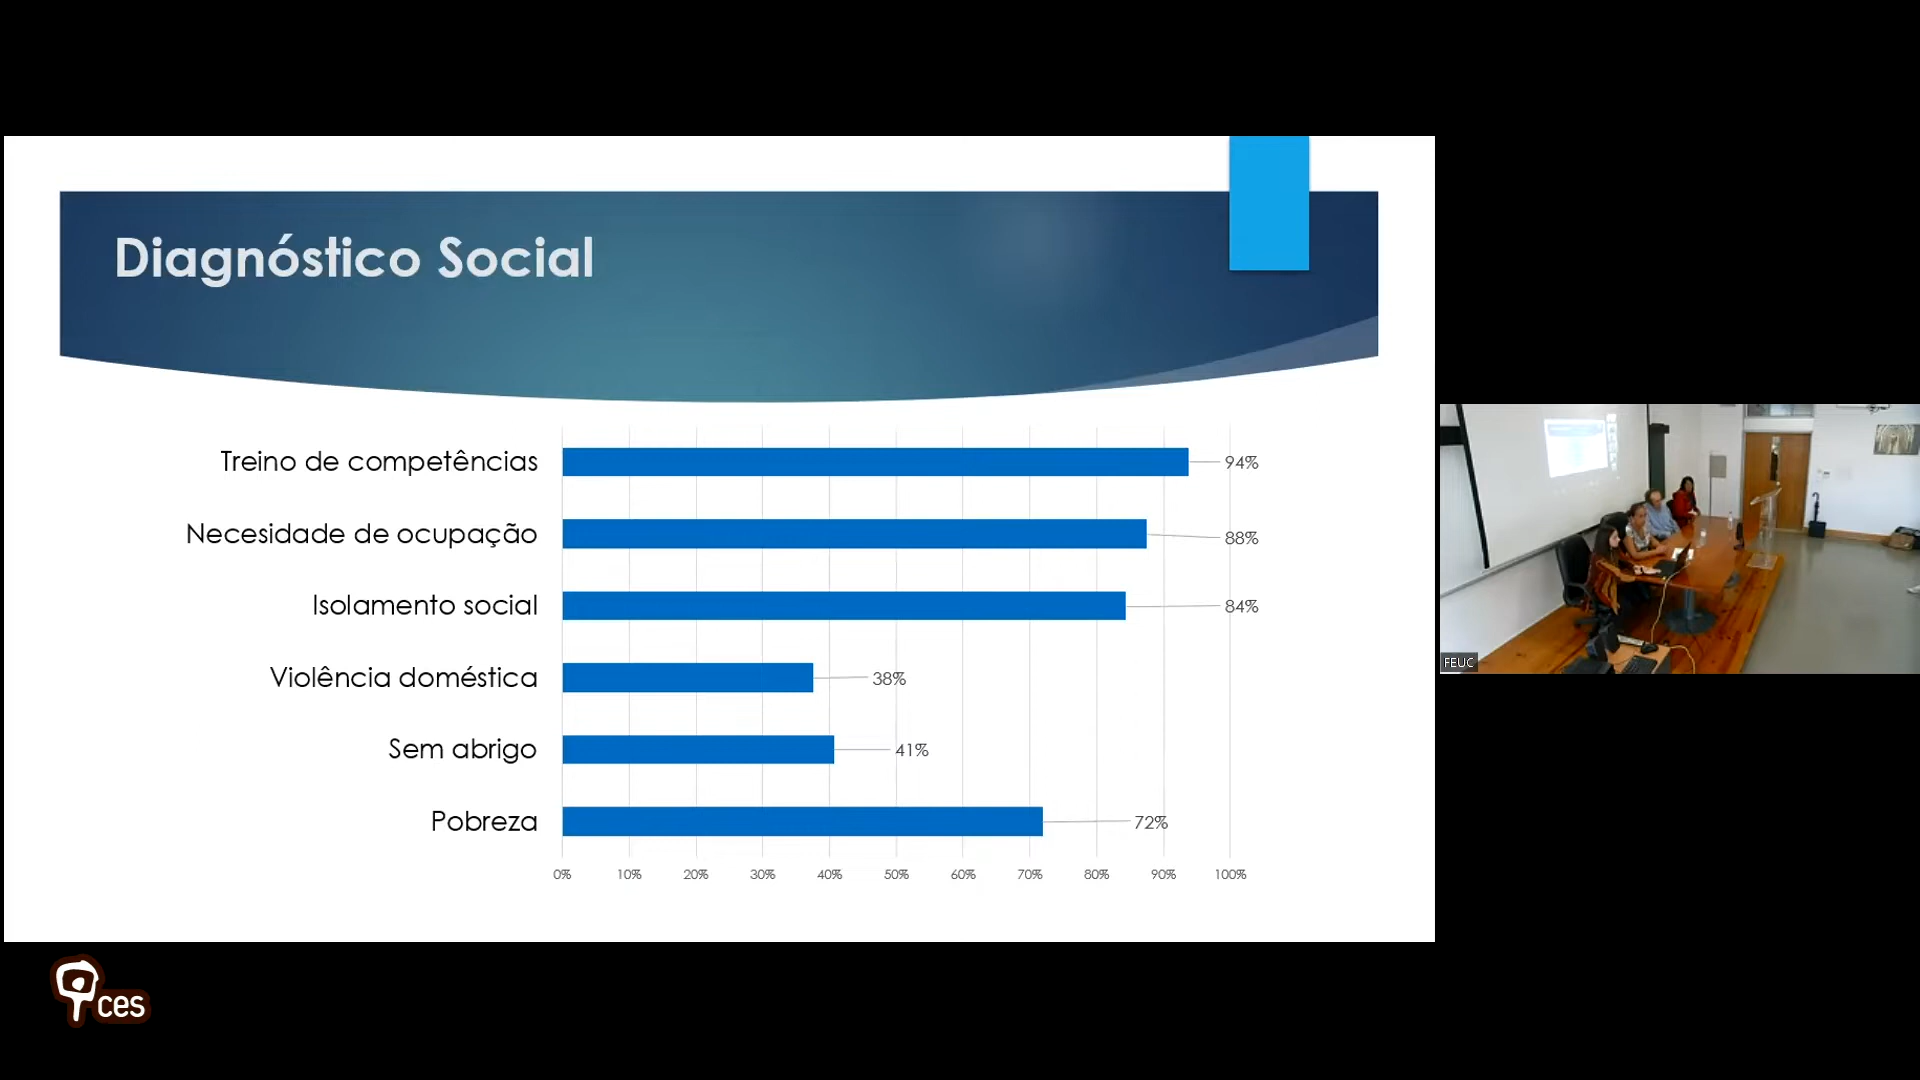 Diagnóstico Social
Treino de competências
94%
Necesidade de ocupação
88%
Isolamento social
84%
Violência doméstica
38%
Sem abrigo
41%
Pobreza
72%
0% 10% 20% 30% 40% 50% 60% 70% 80% 90% 100%
FEUC
ces